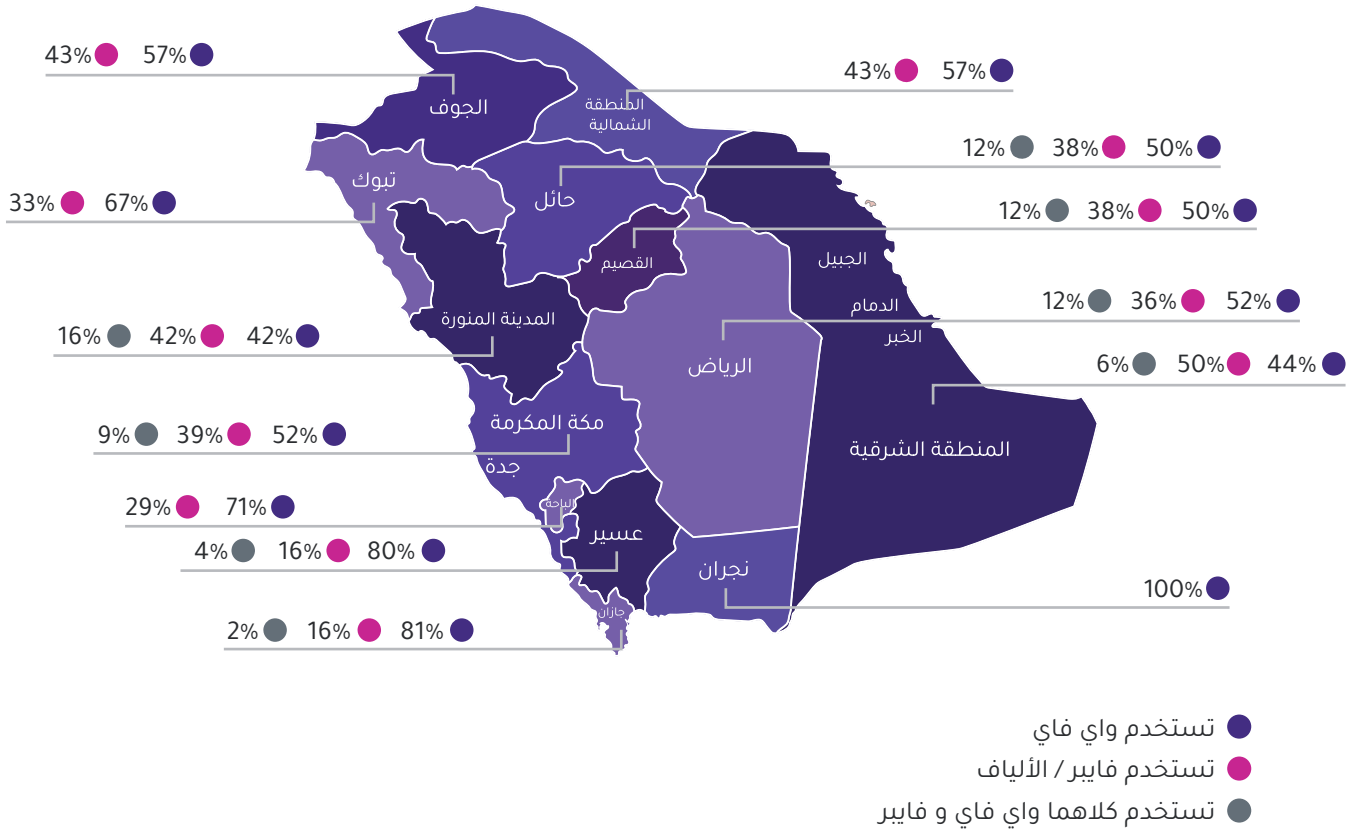 43% 57%
43% 57%
الجوف
المنطقة
الشمالية
12% 38% 50%
تبوك
حائل
33% 67%
12% 38% 50%
القصيم
الجبيل
المدينة المنورة
الدمام
12% 36% 52%
16% 42% 42%
الخبر
الرياض
6% 50% 44%
مكة المكرمة
9% 39% 52%
المنطقة الشرقية
جدة
الباحة
29% 71%
عسير
4% 16% 80%
نجران
100%
جازان
2% 16% 81%
تستخدم واي فاي
تستخدم فايبر / الألياف
تستخدم كلاهما واي فاي و فايبر